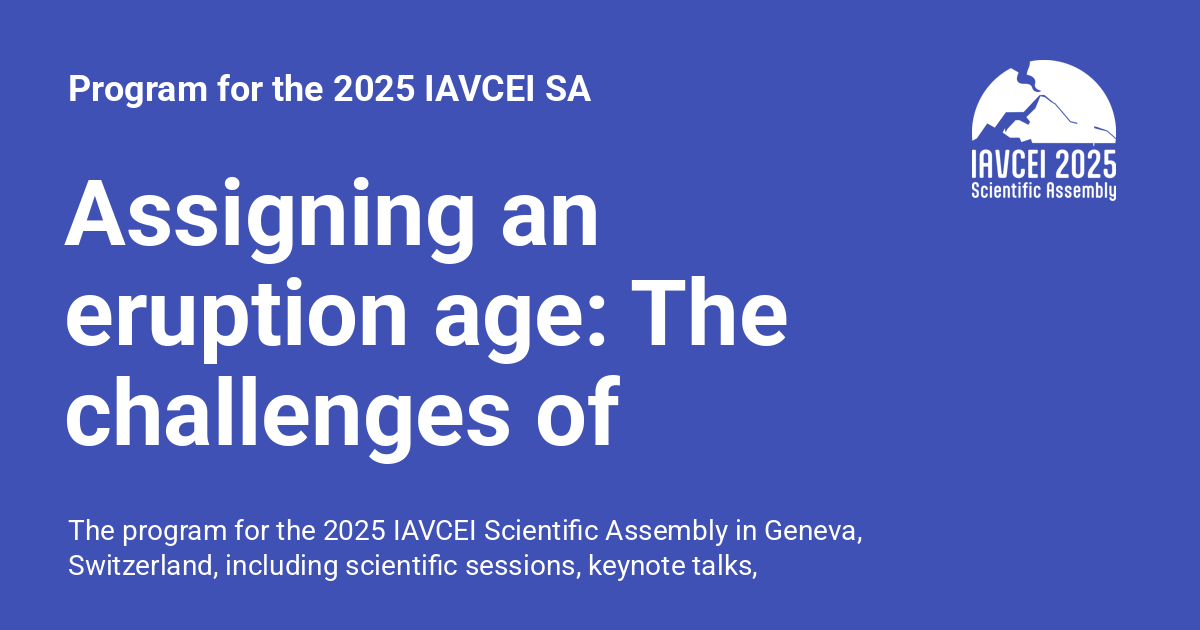 Program for the 2025 IAVCEI SA
IAVCEI 2025
Scientific Assembly
Assigning an
eruption age: The
challenges of
The program for the 2025 IAVCEI Scientific Assembly in Geneva,
Switzerland, including scientific sessions, keynote talks,